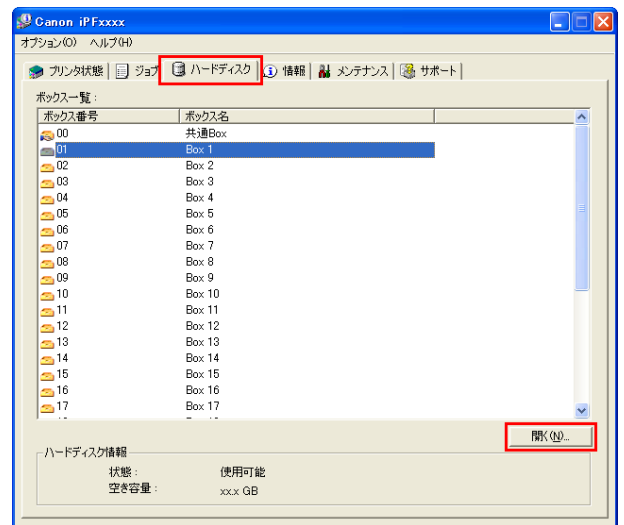 Canon iPFxxxx
オプション(O) ヘルプ(H)
プリンタ状態 ジョブ ハードディスク 情報 メンテナンス サポート
ボックス一覧 :
ボックス番号 ボックス名
00 共通Box
01 Box 1
02 Box 2
03 Box 3
04 Box 4
05 Box 5
06 Box 6
07 Box 7
08 Box 8
09 Box 9
10 Box 10
11 Box 11
12 Box 12
13 Box 13
14 Box 14
15 Box 15
16 Box 16
17 Box 17
開く(N)...
ハードディスク情報
状態 : 使用可能
空き容量 : xx.x GB